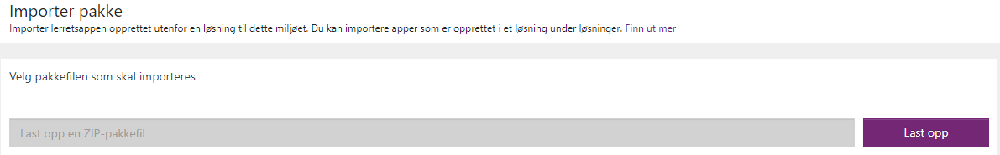 Importer pakke
Importer lerretsappen opprettet utenfor en løsning til dette miljøet. Du kan importere apper som er opprettet i et løsning under løsninger. Finn ut mer
Velg pakkefilen som skal importeres
Last opp en ZIP-pakkefil
Last opp